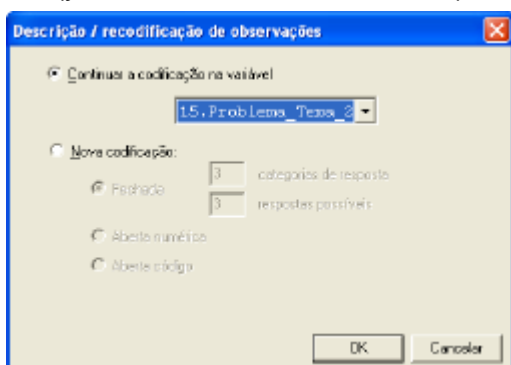 Descrição / recodificação de observações
Continuar a codificação na variável
15.Problema_Tema_2
Nova codificação:
Fechada
3 categorias de resposta
3 respostas possíveis
Aberta numérica
Aberta código
OK Cancelar